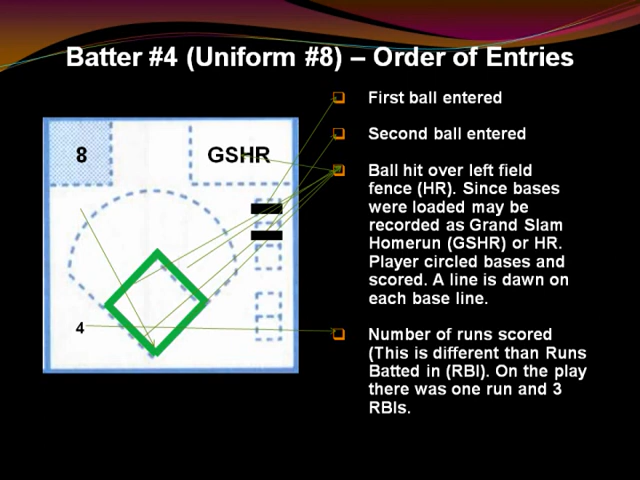 Batter #4 (Uniform #8) – Order of Entries
8
GSHR
4
First ball entered
Second ball entered
Ball hit over left field
fence (HR). Since bases
were loaded may be
recorded as Grand Slam
Homerun (GSHR) or HR.
Player circled bases and
scored. A line is dawn on
each base line.
Number of runs scored
(This is different than Runs
Batted in (RBI). On the play
there was one run and 3
RBIs.